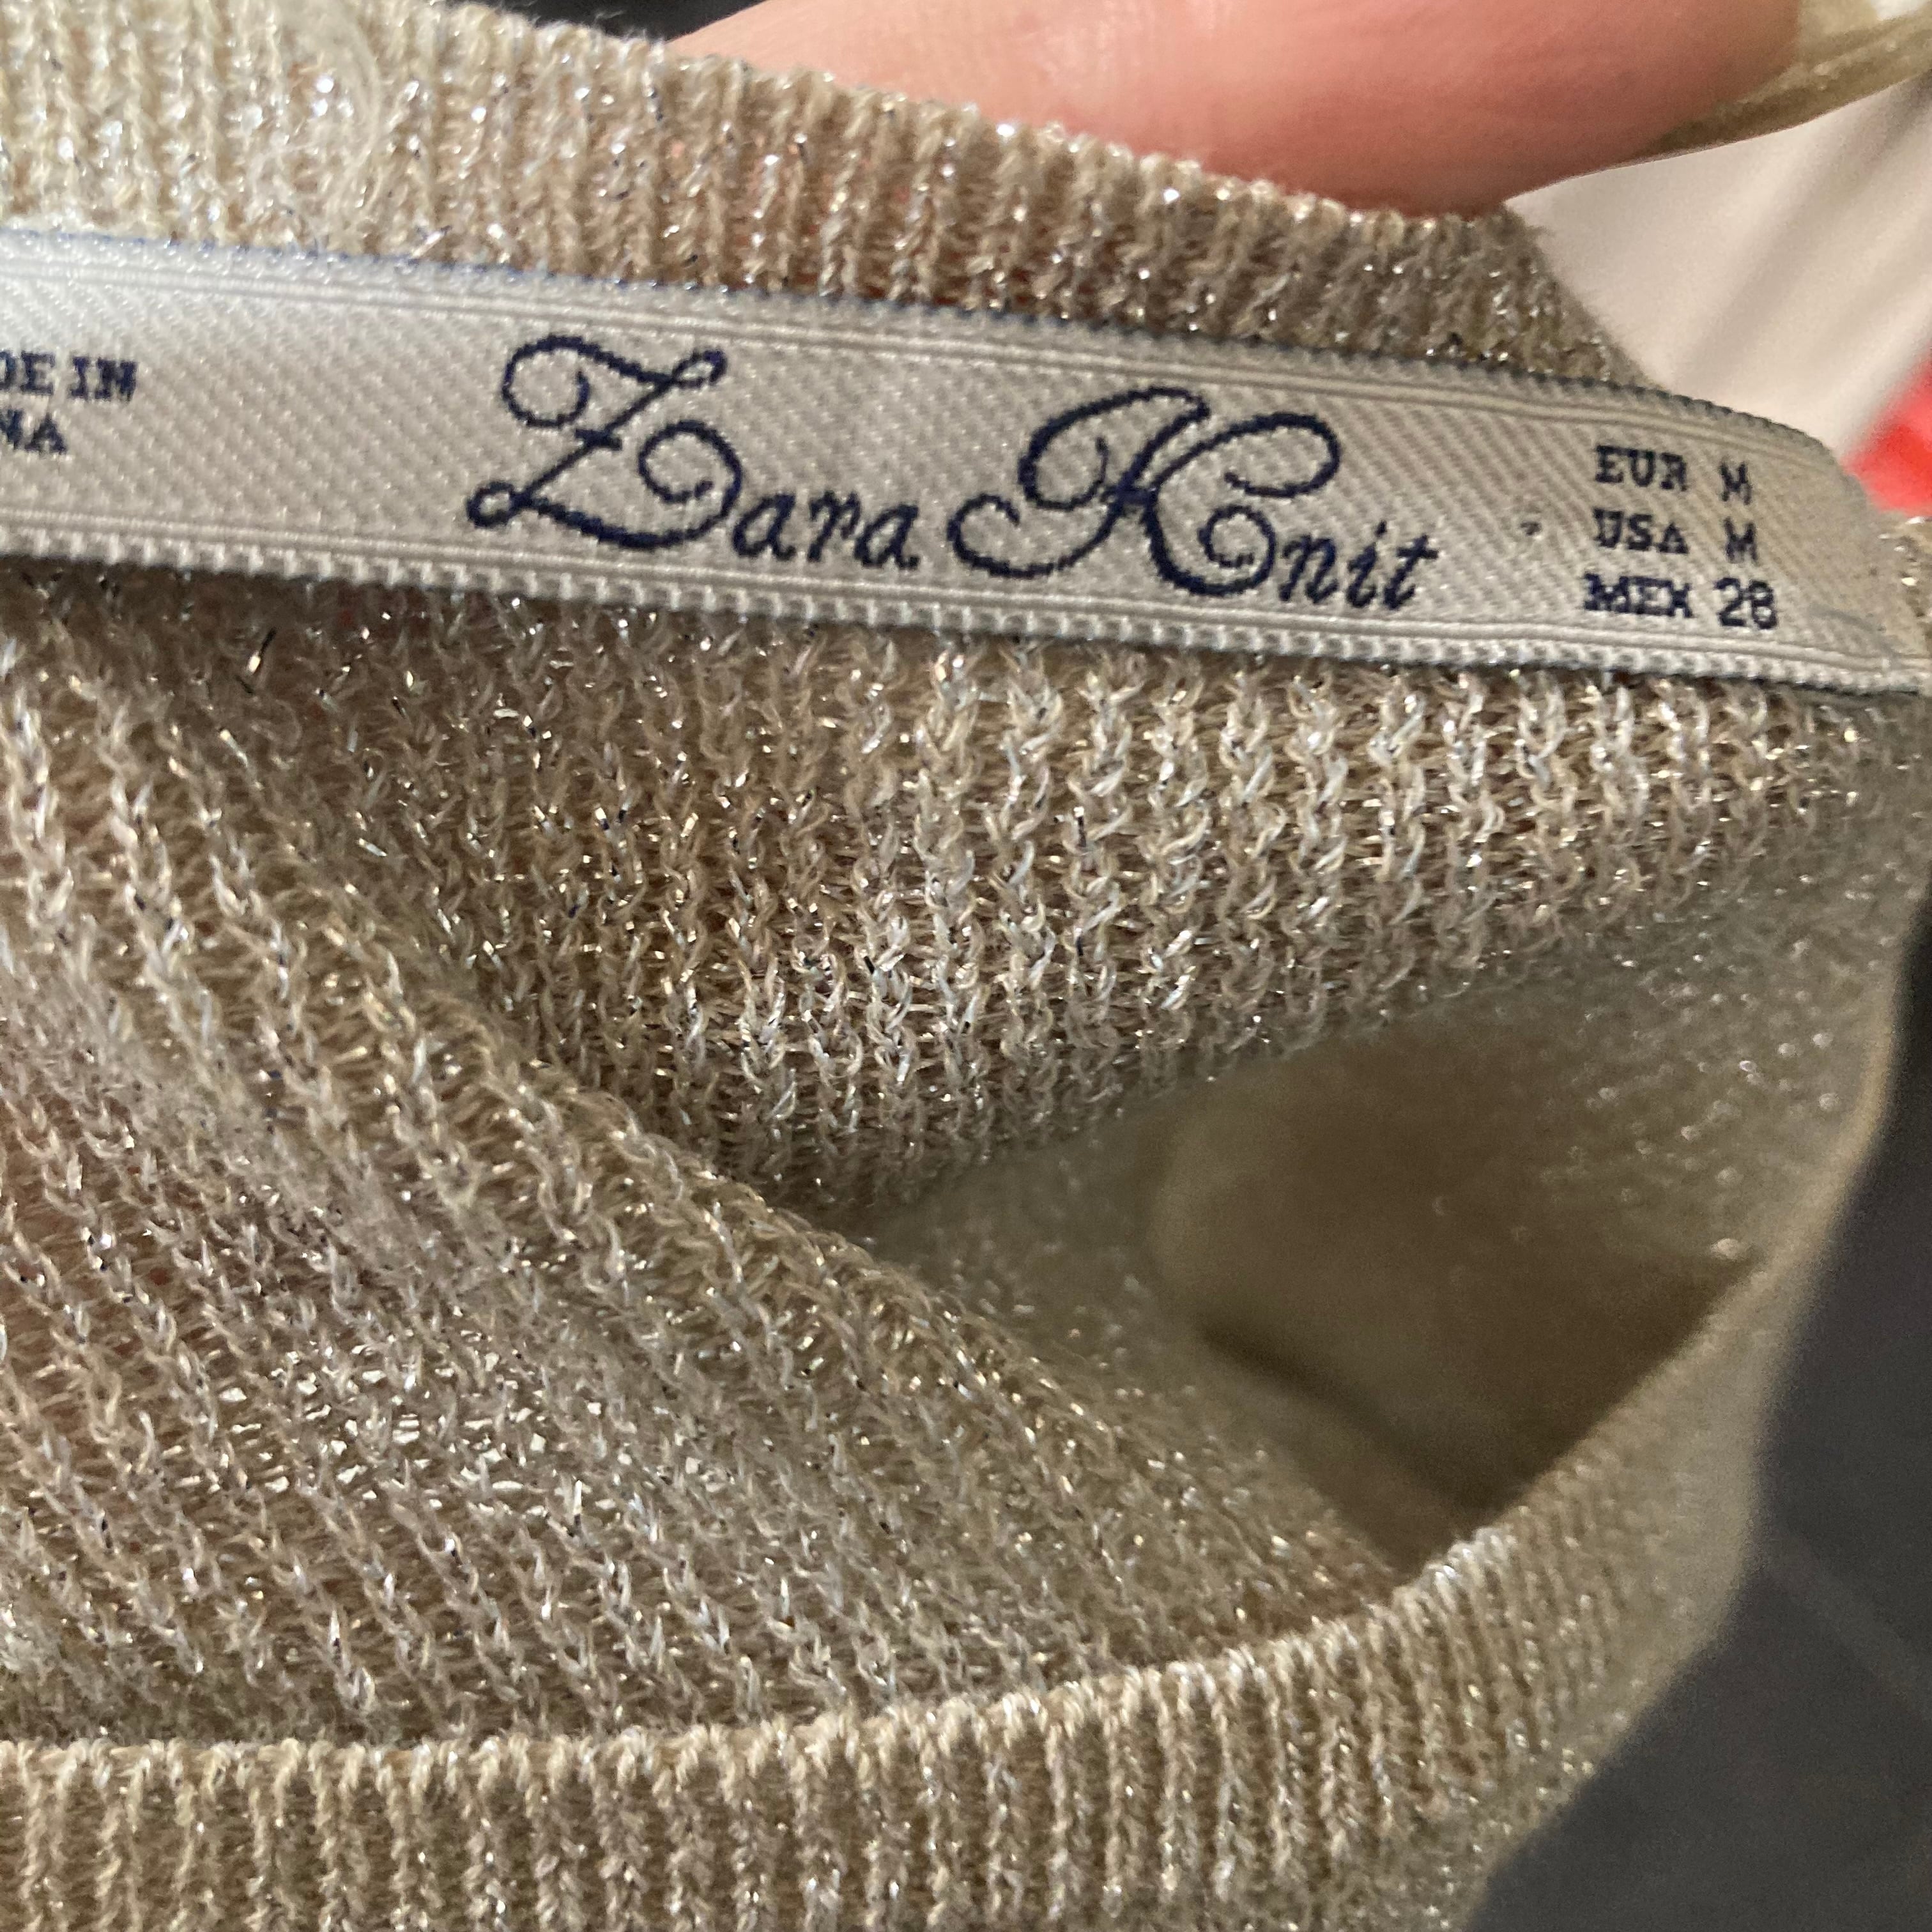 DE IN
NA
Zara Knit
EUR M
USA M
MEX 28